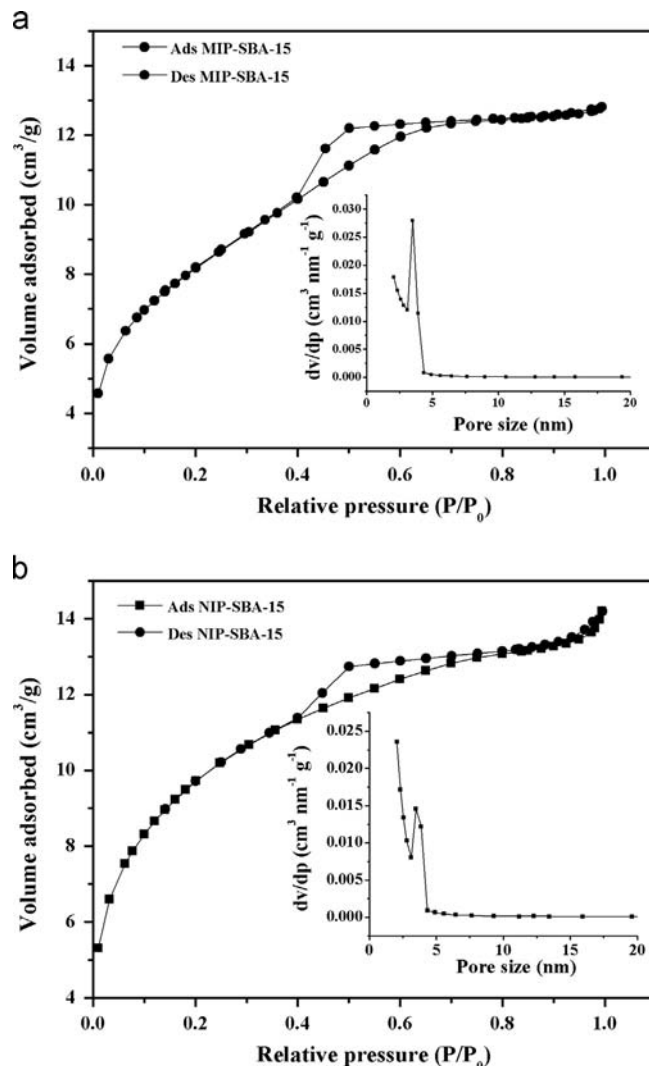 a
Ads MIP-SBA-15
Des MIP-SBA-15
Volume adsorbed (cm³/g)
14
12
10
8
6
4
0.0 0.2 0.4 0.6 0.8 1.0
Relative pressure (P/P₀)
dv/dp (cm³ nm⁻¹ g⁻¹)
0.030
0.025
0.020
0.015
0.010
0.005
0.000
0 5 10 15 20
Pore size (nm)
b
Ads NIP-SBA-15
Des NIP-SBA-15
Volume adsorbed (cm³/g)
14
12
10
8
6
4
0.0 0.2 0.4 0.6 0.8 1.0
Relative pressure (P/P₀)
dv/dp (cm³ nm⁻¹ g⁻¹)
0.025
0.020
0.015
0.010
0.005
0.000
0 5 10 15 20
Pore size (nm)